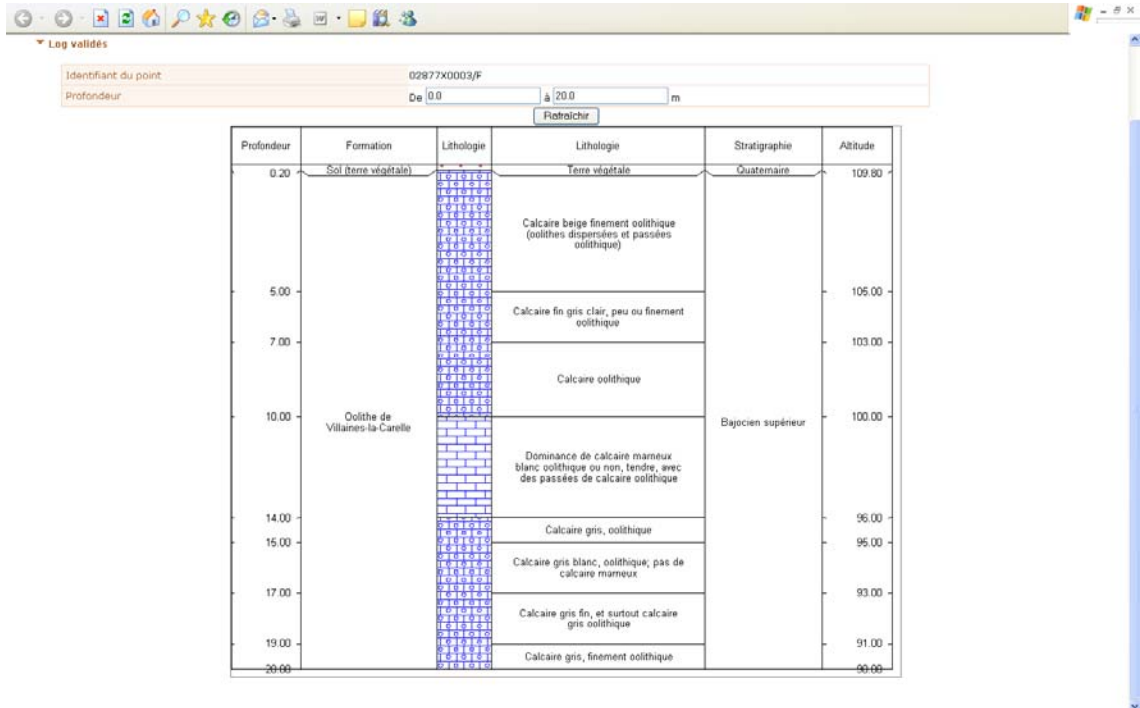 Log validés
Identifiant du point 02877X0003/F
Profondeur De 0.0 à 20.0 m
Rafraîchir
Profondeur Formation Lithologie Lithologie Stratigraphie Altitude
0.20 Sol (terre végétale) Terre végétale Quaternaire 109.80
Calcaire beige finement oolithique
(oolithes dispersées et passées
oolithique)
5.00 105.00
Calcaire fin gris clair, peu ou finement
oolithique
7.00 103.00
Calcaire oolithique
10.00 Oolithe de 100.00
Villaines-la-Carelle
Bajocien supérieur
Dominance de calcaire marneux
blanc oolithique ou non, tendre, avec
des passées de calcaire oolithique
14.00 96.00
Calcaire gris, oolithique
15.00 95.00
Calcaire gris blanc, oolithique; pas de
calcaire marneux
17.00 93.00
Calcaire gris fin, et surtout calcaire
gris oolithique
19.00 91.00
Calcaire gris, finement oolithique
20.00 90.00